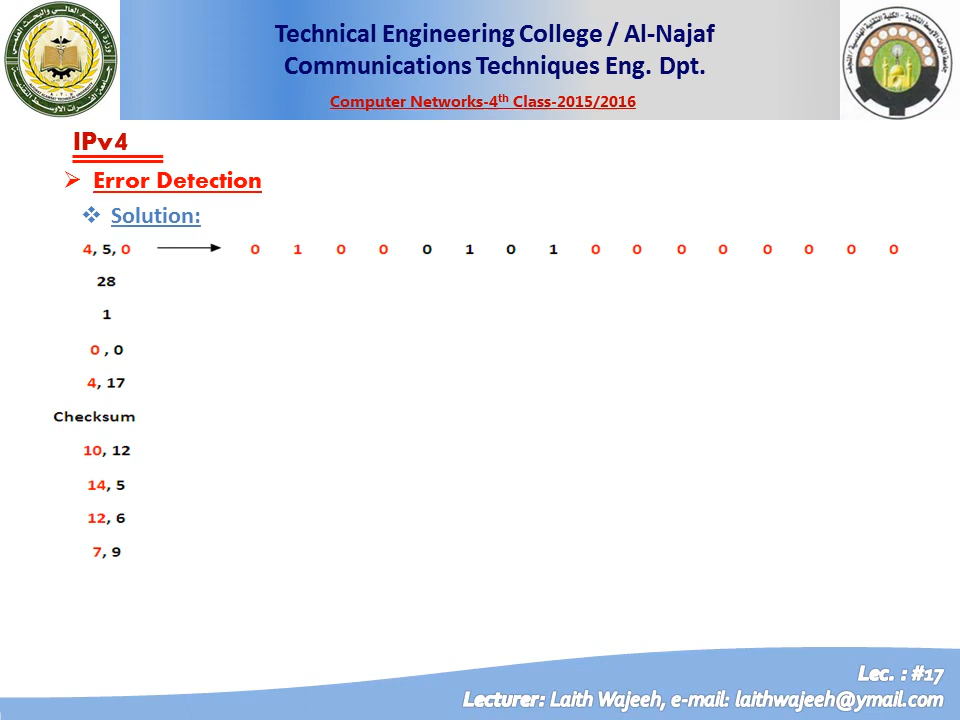 Technical Engineering College / Al-Najaf
Communications Techniques Eng. Dpt.
Computer Networks-4th Class-2015/2016
IPv4
Error Detection
Solution:
4, 5, 0 0 1 0 0 0 1 0 1 0 0 0 0 0 0 0 0
28
1
0 , 0
4, 17
Checksum
10, 12
14, 5
12, 6
7, 9
Lec. : #17
Lecturer: Laith Wajeeh, e-mail: laithwajeeh@ymail.com